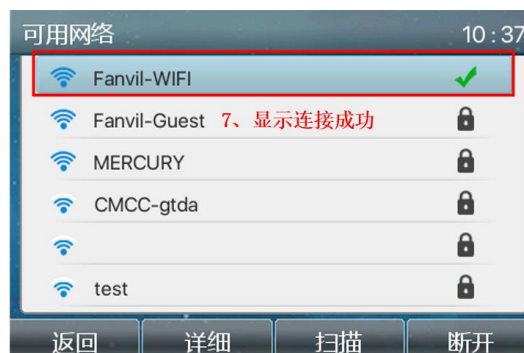 可用网络 10:37
Fanvil-WIFI
Fanvil-Guest 7、显示连接成功
MERCURY
CMCC-gtda
test
返回 详细 扫描 断开